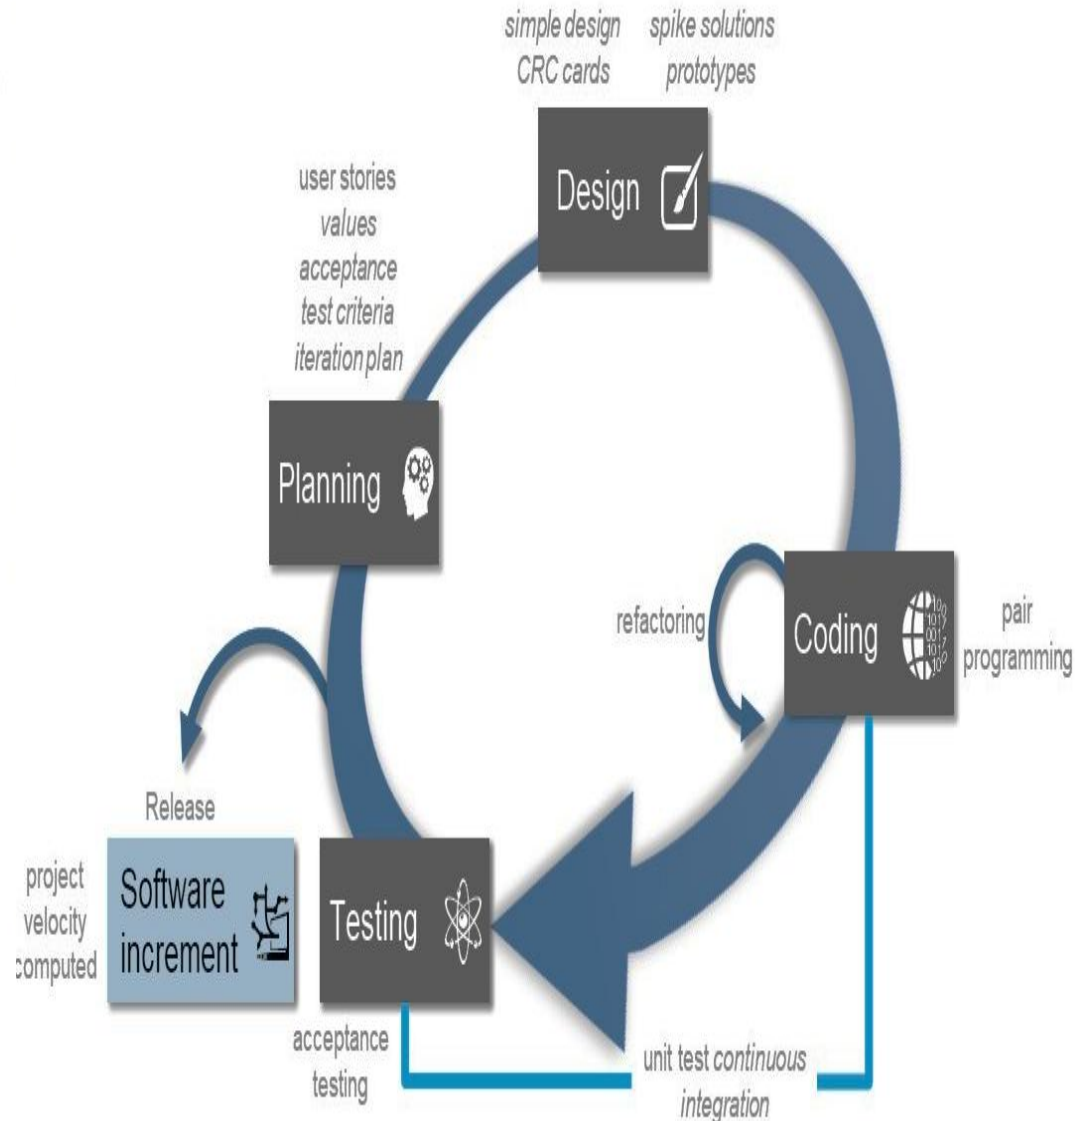 simple design
CRC cards
spike solutions
prototypes
Design
user stories
values
acceptance
test criteria
iteration plan
Planning
refactoring
Coding
pair
programming
Release
project
velocity
computed
Software
increment
Testing
acceptance
testing
unit test continuous
integration